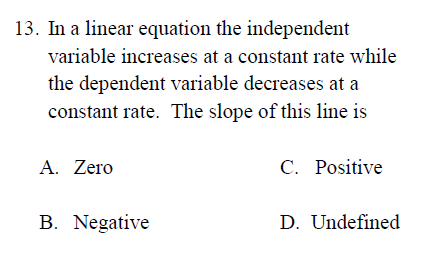 13. In a linear equation the independent
variable increases at a constant rate while
the dependent variable decreases at a
constant rate. The slope of this line is
A. Zero
C. Positive
B. Negative
D. Undefined